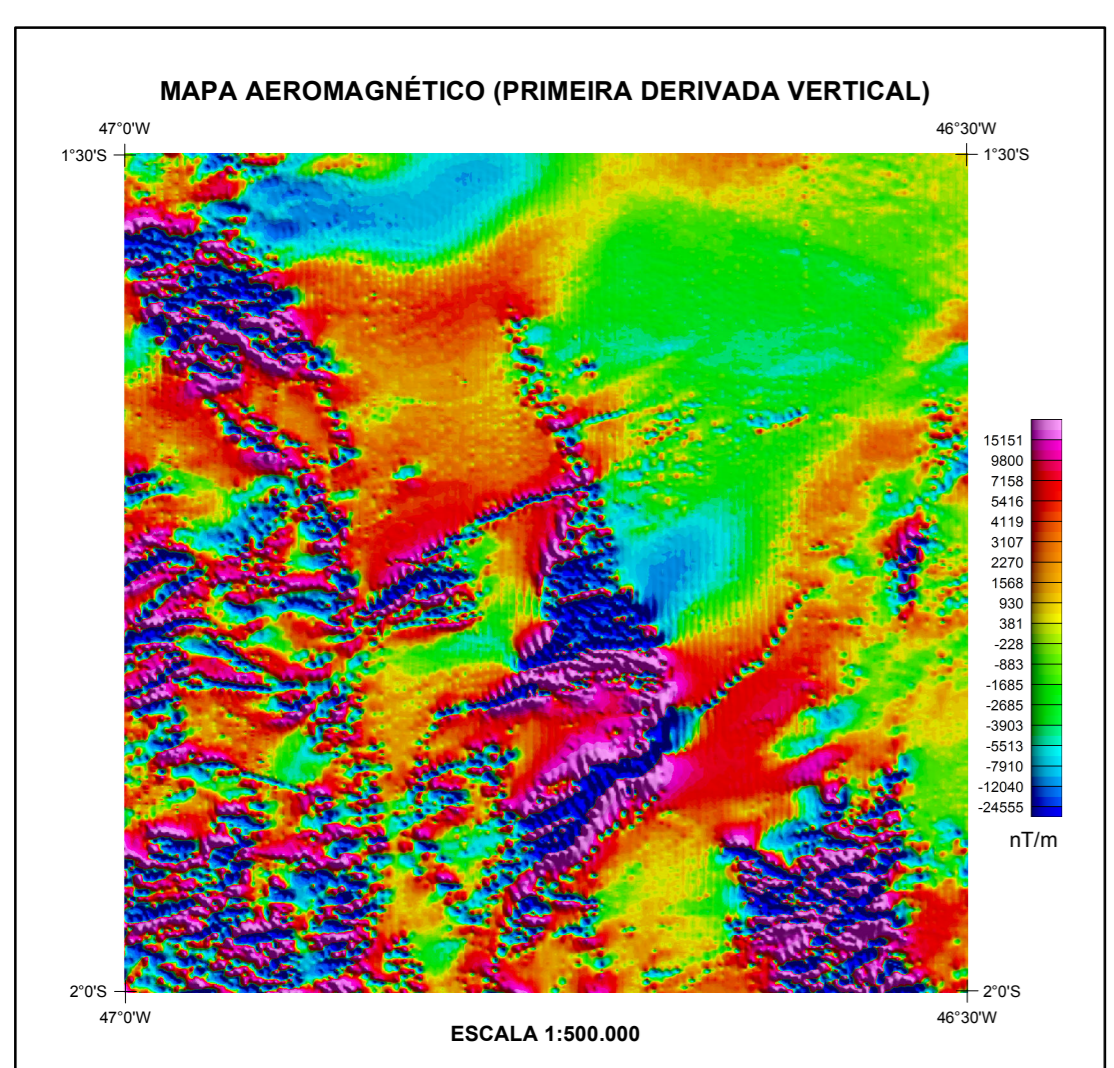 MAPA AEROMAGNÉTICO (PRIMEIRA DERIVADA VERTICAL)
47°0'W 46°30'W
1°30'S 1°30'S
15151
9800
7158
5416
4119
3107
2270
1568
930
381
-228
-883
-1685
-2685
-3903
-5513
-7910
-12040
-24555
nT/m
2°0'S 2°0'S
47°0'W 46°30'W
ESCALA 1:500.000